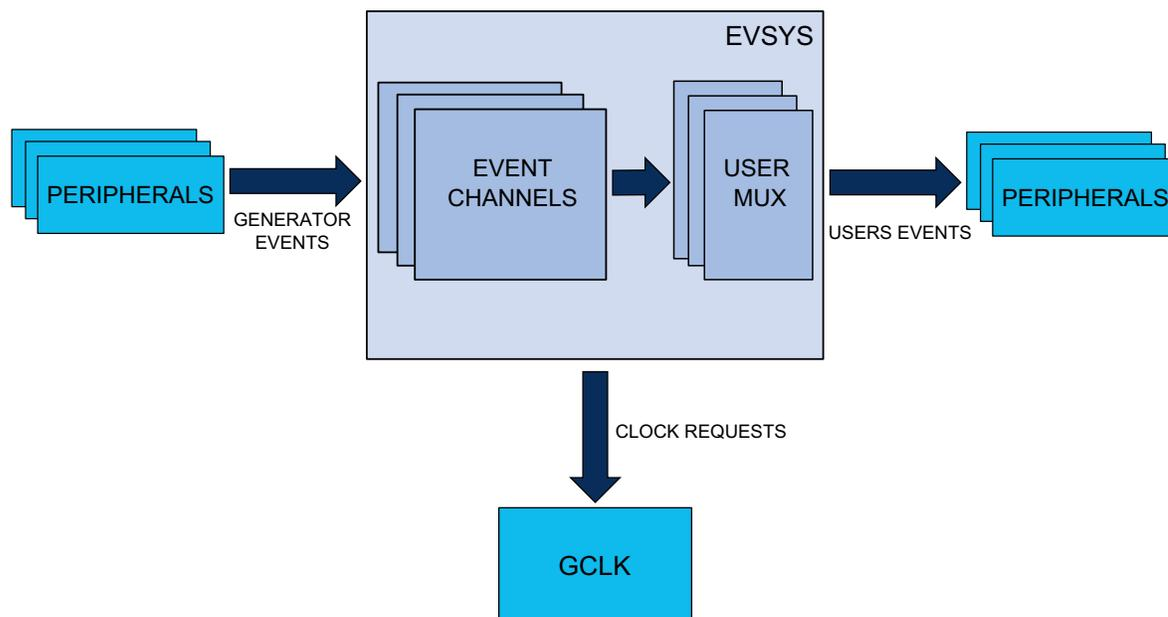 EVSYS
PERIPHERALS
GENERATOR
EVENTS
EVENT
CHANNELS
USER
MUX
USERS EVENTS
PERIPHERALS
CLOCK REQUESTS
GCLK